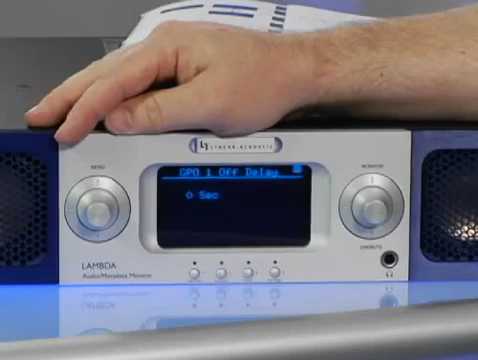 LINEAR ACOUSTIC
MENU
MONITOR
GPO 1 Off Delay
0 Sec
LAMBDA
Audio/Metadata Monitor